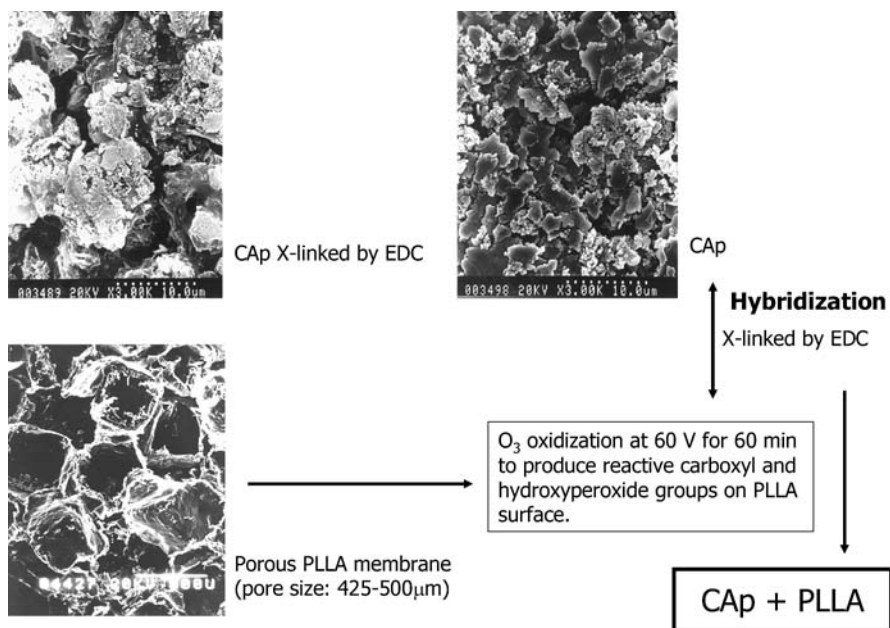 CAp X-linked by EDC
003489 20KV X3.00K 10.0um
CAp
003498 20KV X3.00K 10.0um
Hybridization
X-linked by EDC
O₃ oxidization at 60 V for 60 min
to produce reactive carboxyl and
hydroxyperoxide groups on PLLA
surface.
Porous PLLA membrane
(pore size: 425-500μm)
04427 20KV
CAp + PLLA